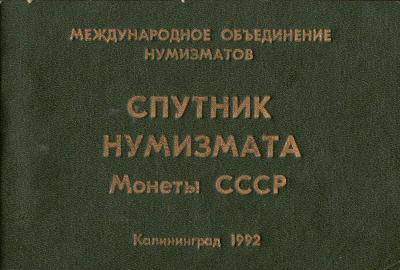 МЕЖДУНАРОДНОЕ ОБЪЕДИНЕНИЕ
НУМИЗМАТОВ
СПУТНИК
НУМИЗМАТА
Монеты СССР
Калининград 1992